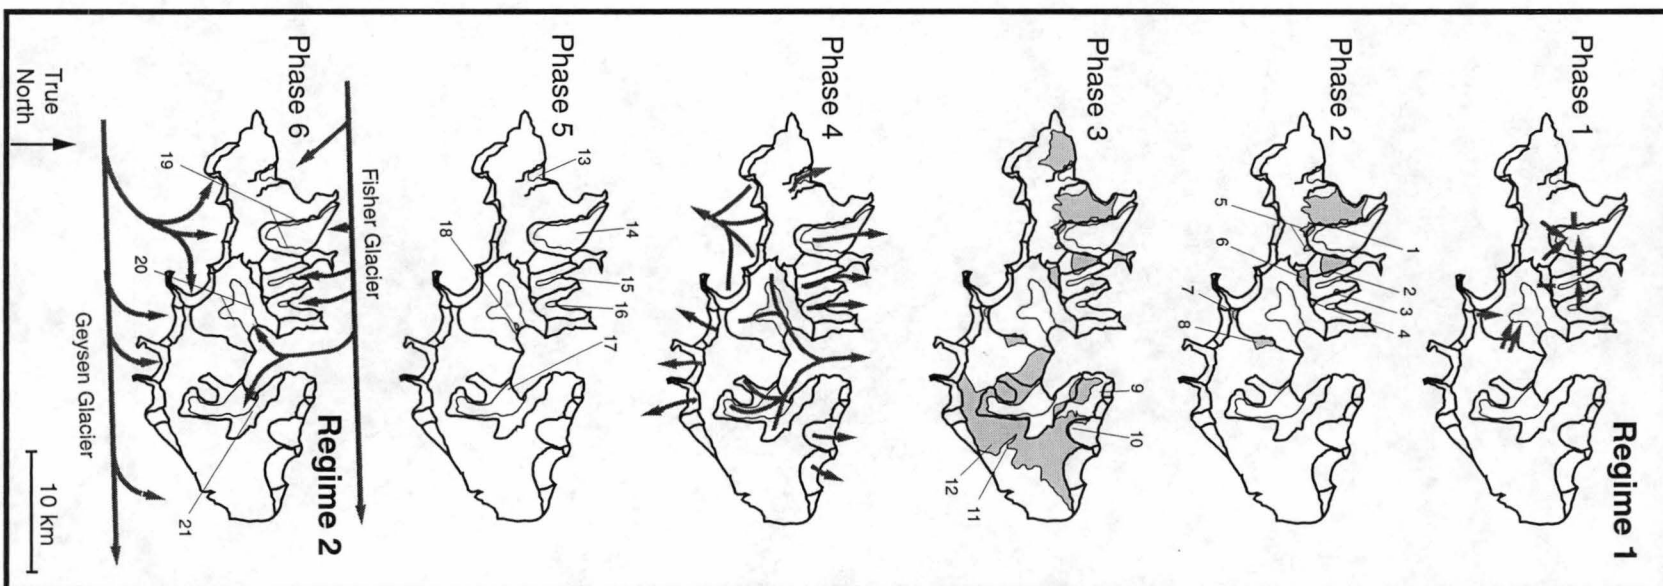 Regime 1
Phase 1
Phase 2
1
2
3
4
5
6
7
8
Phase 3
9
10
11
12
Phase 4
Phase 5
13
14
15
16
17
18
Fisher Glacier
Regime 2
Phase 6
19
20
21
Geysen Glacier
True
North
10 km